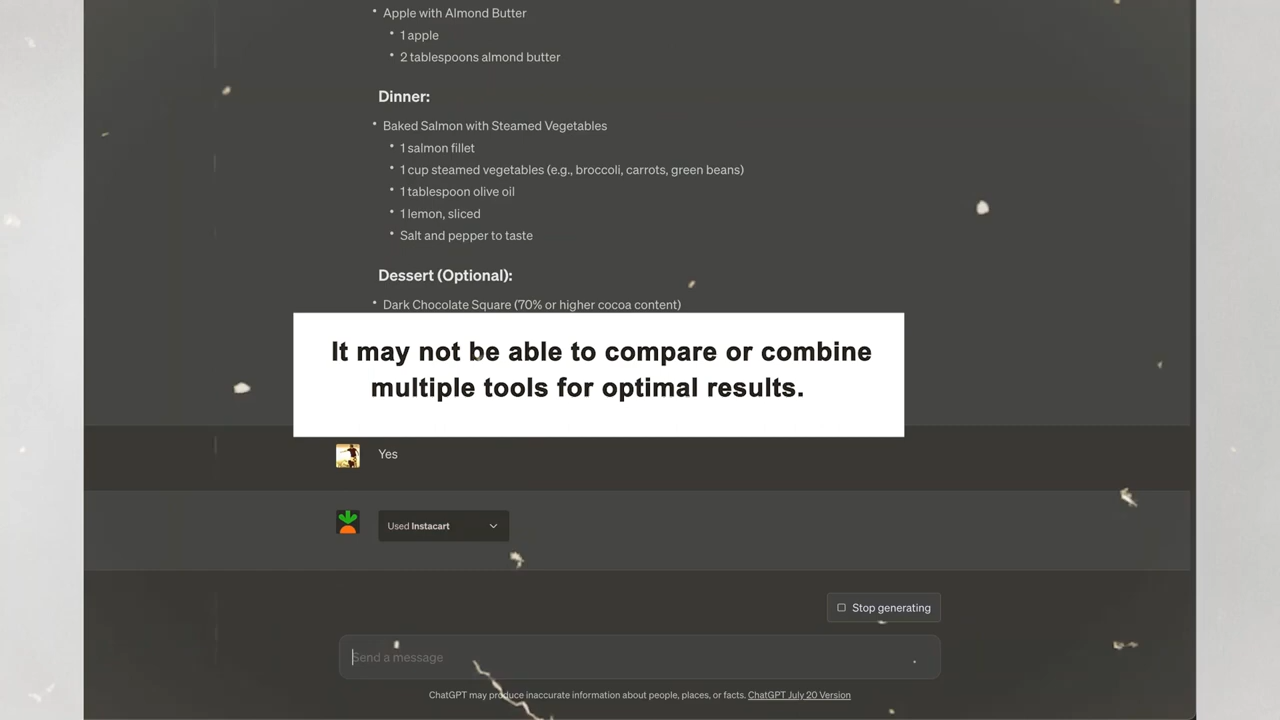 Apple with Almond Butter
1 apple
2 tablespoons almond butter
Dinner:
Baked Salmon with Steamed Vegetables
1 salmon fillet
1 cup steamed vegetables (e.g., broccoli, carrots, green beans)
1 tablespoon olive oil
1 lemon, sliced
Salt and pepper to taste
Dessert (Optional):
Dark Chocolate Square (70% or higher cocoa content)
It may not be able to compare or combine
multiple tools for optimal results.
Yes
Used Instacart
Stop generating
Send a message
ChatGPT may produce inaccurate information about people, places, or facts. ChatGPT July 20 Version